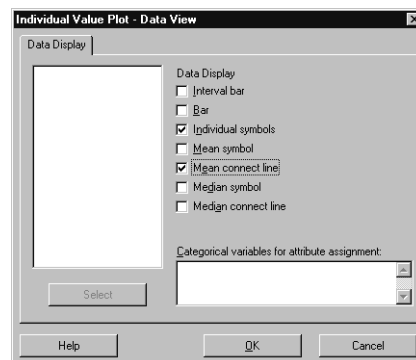 Individual Value Plot - Data View
Data Display
Data Display
Interval bar
Bar
Individual symbols
Mean symbol
Mean connect line
Median symbol
Median connect line
Categorical variables for attribute assignment:
Select
Help
OK
Cancel